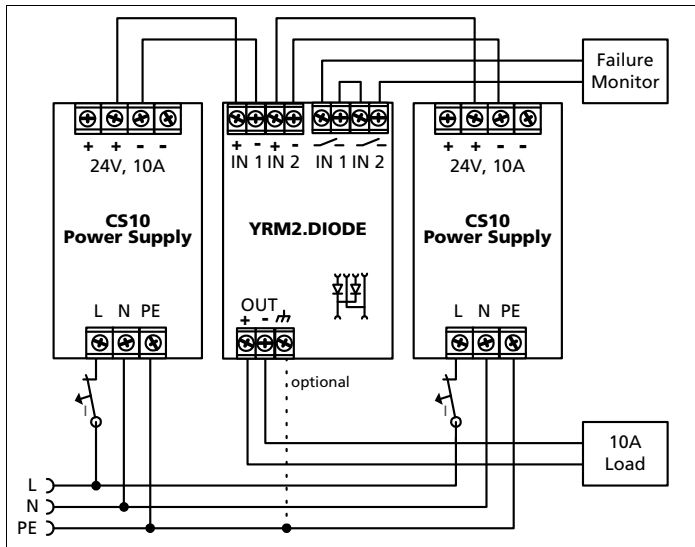 Failure
Monitor
+ + - -
24V, 10A
CS10
Power Supply
L N PE
+ - + -
IN 1 IN 2 IN 1 IN 2
YRM2.DIODE
OUT
+ -
optional
+ + - -
24V, 10A
CS10
Power Supply
L N PE
I
I
10A
Load
L
N
PE